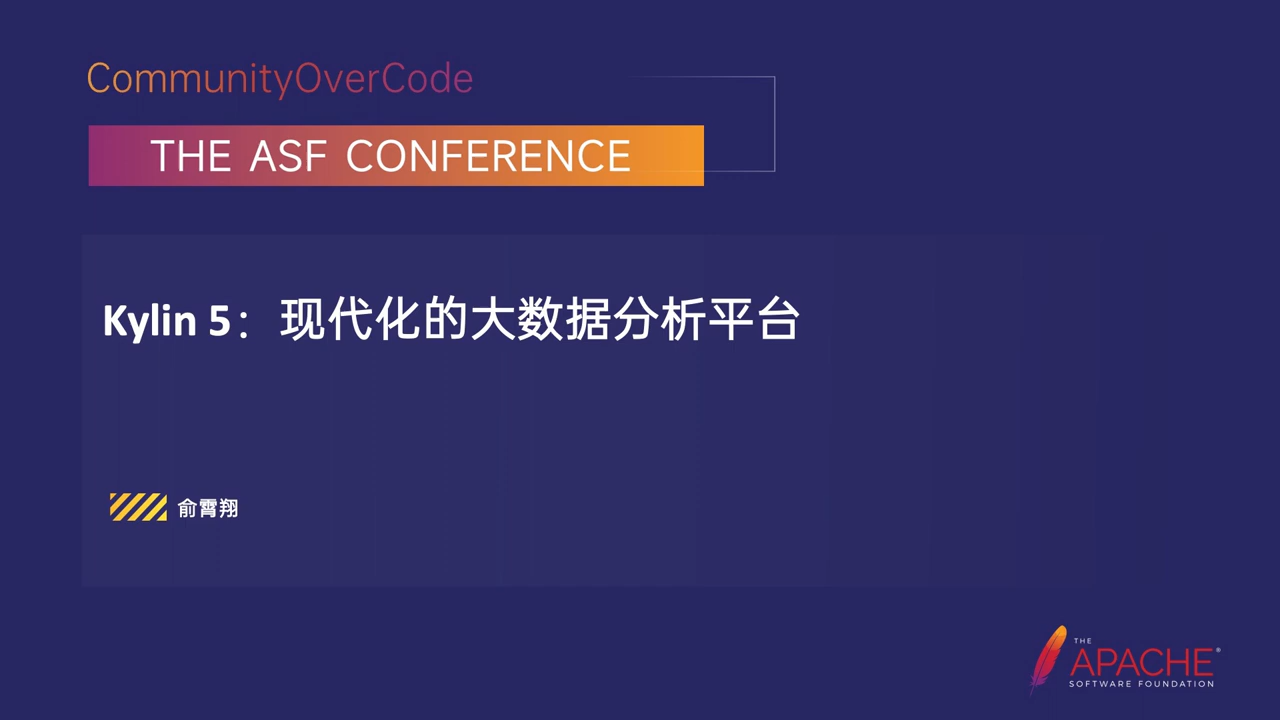 CommunityOverCode
THE ASF CONFERENCE
Kylin 5：现代化的大数据分析平台
俞霄翔
THE
APACHE®
SOFTWARE FOUNDATION